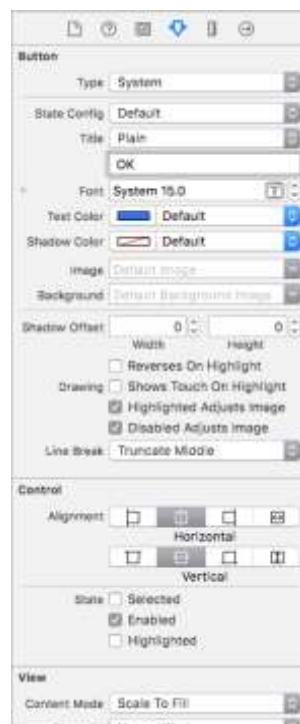 Button
Type System
State Config Default
Title Plain
OK
Font System 15.0 T
Text Color Default
Shadow Color Default
Image Default Image
Background Default Background Image
Shadow Offset 0 0
Width Height
Reverses On Highlight
Drawing Shows Touch On Highlight
Highlighted Adjusts Image
Disabled Adjusts Image
Line Break Truncate Middle
Control
Alignment
Horizontal
Vertical
State Selected
Enabled
Highlighted
View
Content Mode Scale To Fill